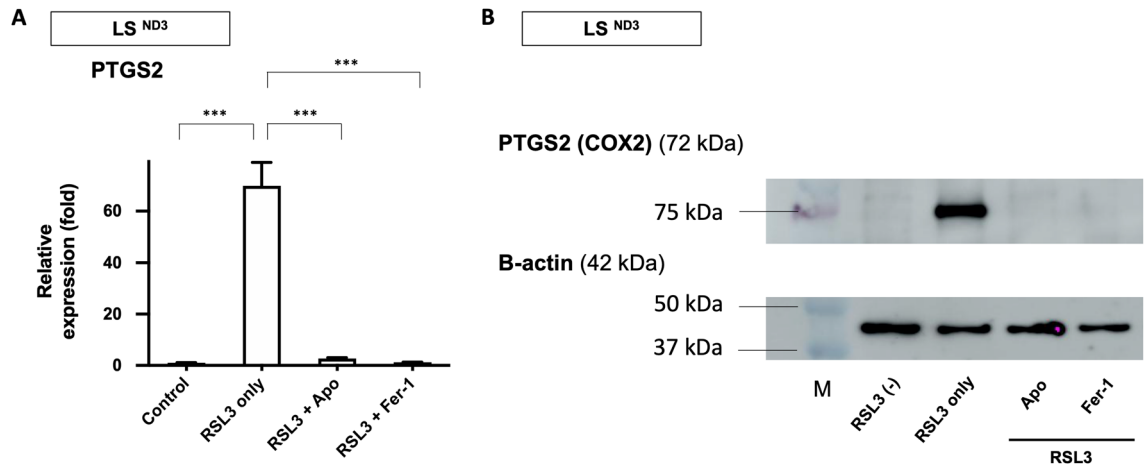 A
LS ND3
PTGS2
***
***
***
Relative
expression (fold)
60
40
20
0
Control
RSL3 only
RSL3 + Apo
RSL3 + Fer-1
B
LS ND3
PTGS2 (COX2) (72 kDa)
75 kDa
B-actin (42 kDa)
50 kDa
37 kDa
M
RSL3 (-)
RSL3 only
Apo
Fer-1
RSL3